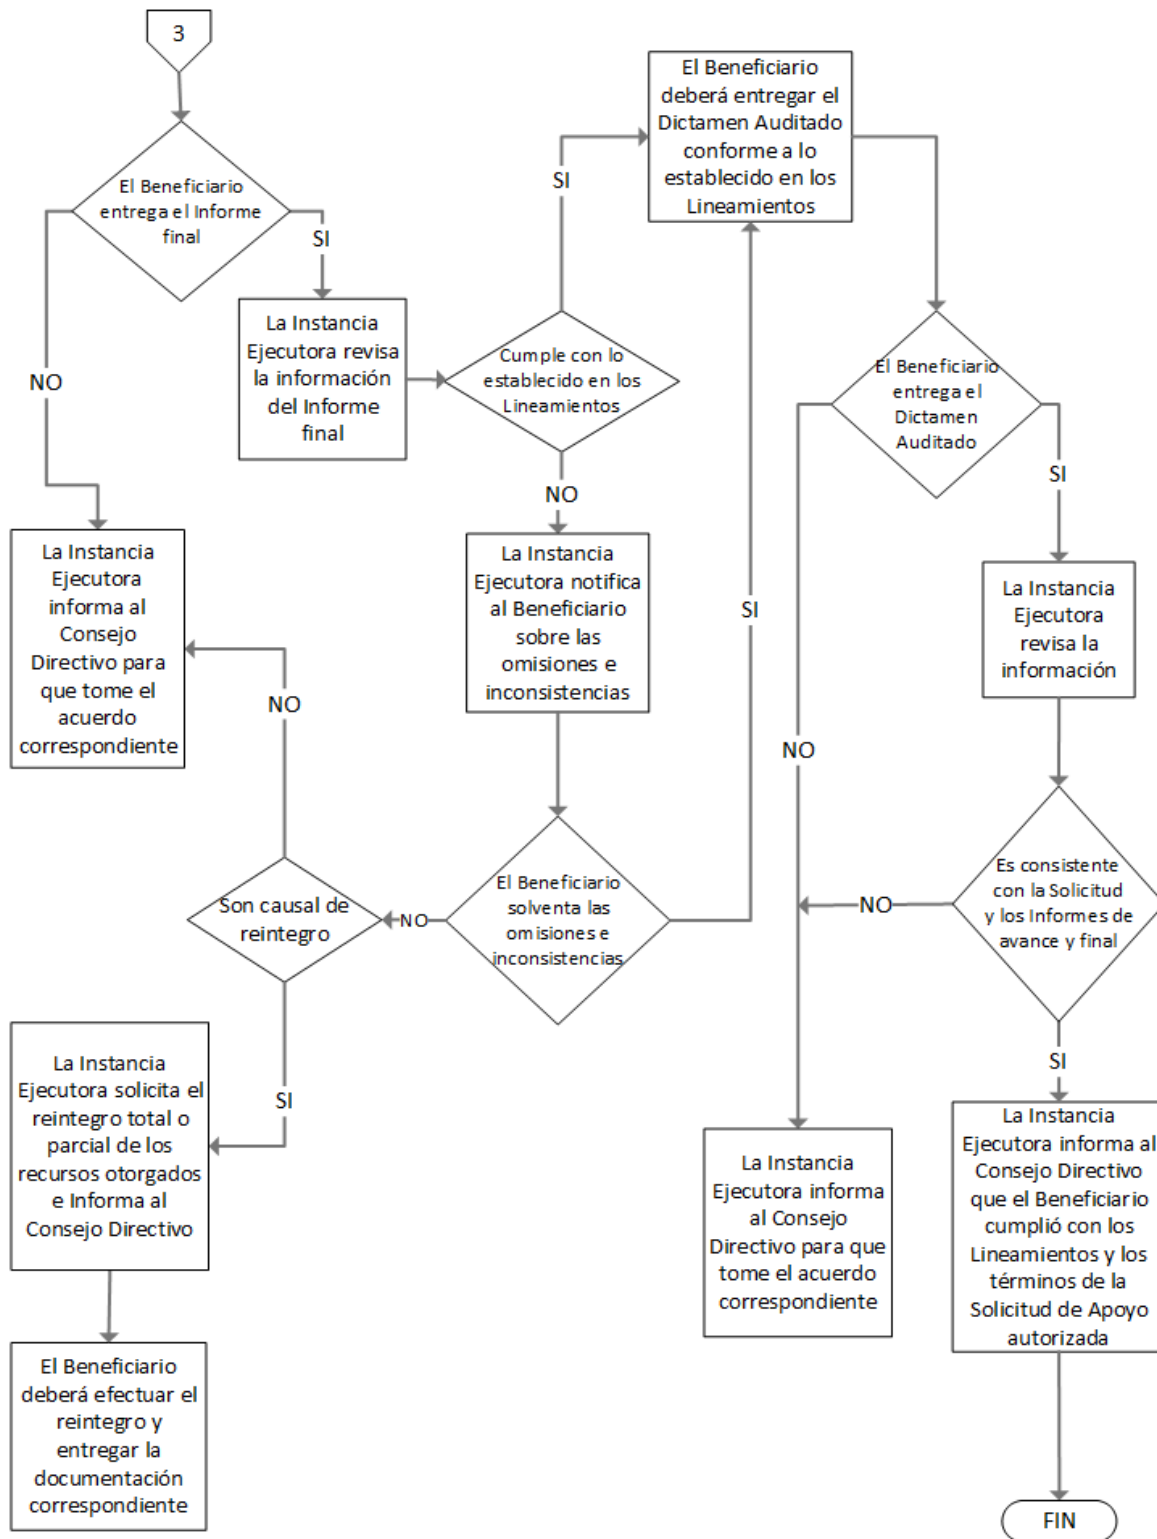 3
El Beneficiario
entrega el Informe
final
SI
NO
La Instancia
Ejecutora revisa
la información
del Informe
final
Cumple con lo
establecido en los
Lineamientos
SI
NO
El Beneficiario
deberá entregar el
Dictamen Auditado
conforme a lo
establecido en los
Lineamientos
El Beneficiario
entrega el
Dictamen
Auditado
SI
NO
La Instancia
Ejecutora
informa al
Consejo
Directivo para
que tome el
acuerdo
correspondiente
La Instancia
Ejecutora notifica
al Beneficiario
sobre las
omisiones e
inconsistencias
SI
La Instancia
Ejecutora
revisa la
información
NO
Son causal de
reintegro
NO
El Beneficiario
solventa las
omisiones e
inconsistencias
NO
Es consistente
con la Solicitud
y los Informes de
avance y final
SI
SI
La Instancia
Ejecutora solicita el
reintegro total o
parcial de los
recursos otorgados
e Informa al
Consejo Directivo
La Instancia
Ejecutora informa
al Consejo
Directivo para que
tome el acuerdo
correspondiente
La Instancia
Ejecutora informa al
Consejo Directivo
que el Beneficiario
cumplió con los
Lineamientos y los
términos de la
Solicitud de Apoyo
autorizada
El Beneficiario
deberá efectuar el
reintegro y
entregar la
documentación
correspondiente
FIN